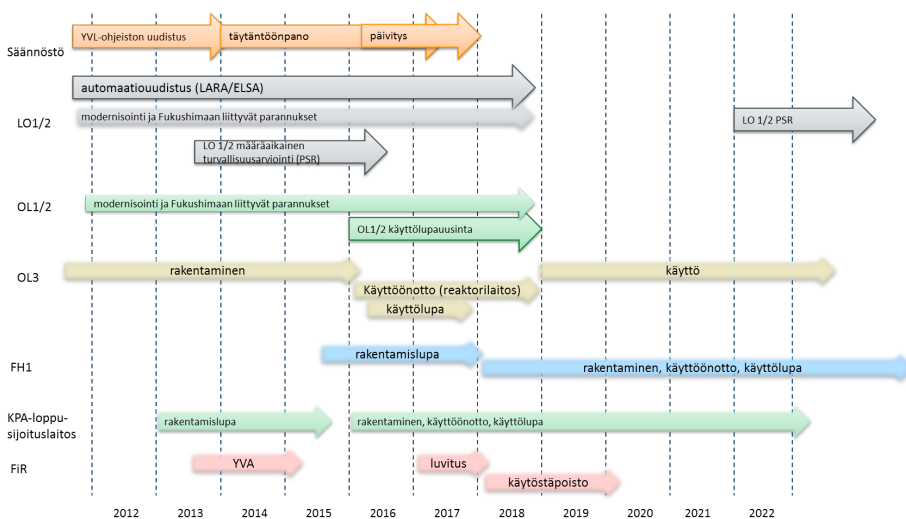 YVL-ohjeiston uudistus
täytäntöönpano
päivitys
Säännöstö
automaatiouudistus (LARA/ELSA)
modernisointi ja Fukushimaan liittyvät parannukset
LO1/2
LO 1/2 PSR
LO 1/2 määräaikainen
turvallisuusarviointi (PSR)
OL1/2
modernisointi ja Fukushimaan liittyvät parannukset
OL1/2 käyttölupauusinta
OL3
rakentaminen
käyttö
Käyttöönotto (reaktorilaitos)
käyttölupa
rakentamislupa
FH1
rakentaminen, käyttöönotto, käyttölupa
KPA-loppu-
sijoituslaitos
rakentamislupa
rakentaminen, käyttöönotto, käyttölupa
FiR
YVA
luvitus
käytöstäpoisto
2012 2013 2014 2015 2016 2017 2018 2019 2020 2021 2022